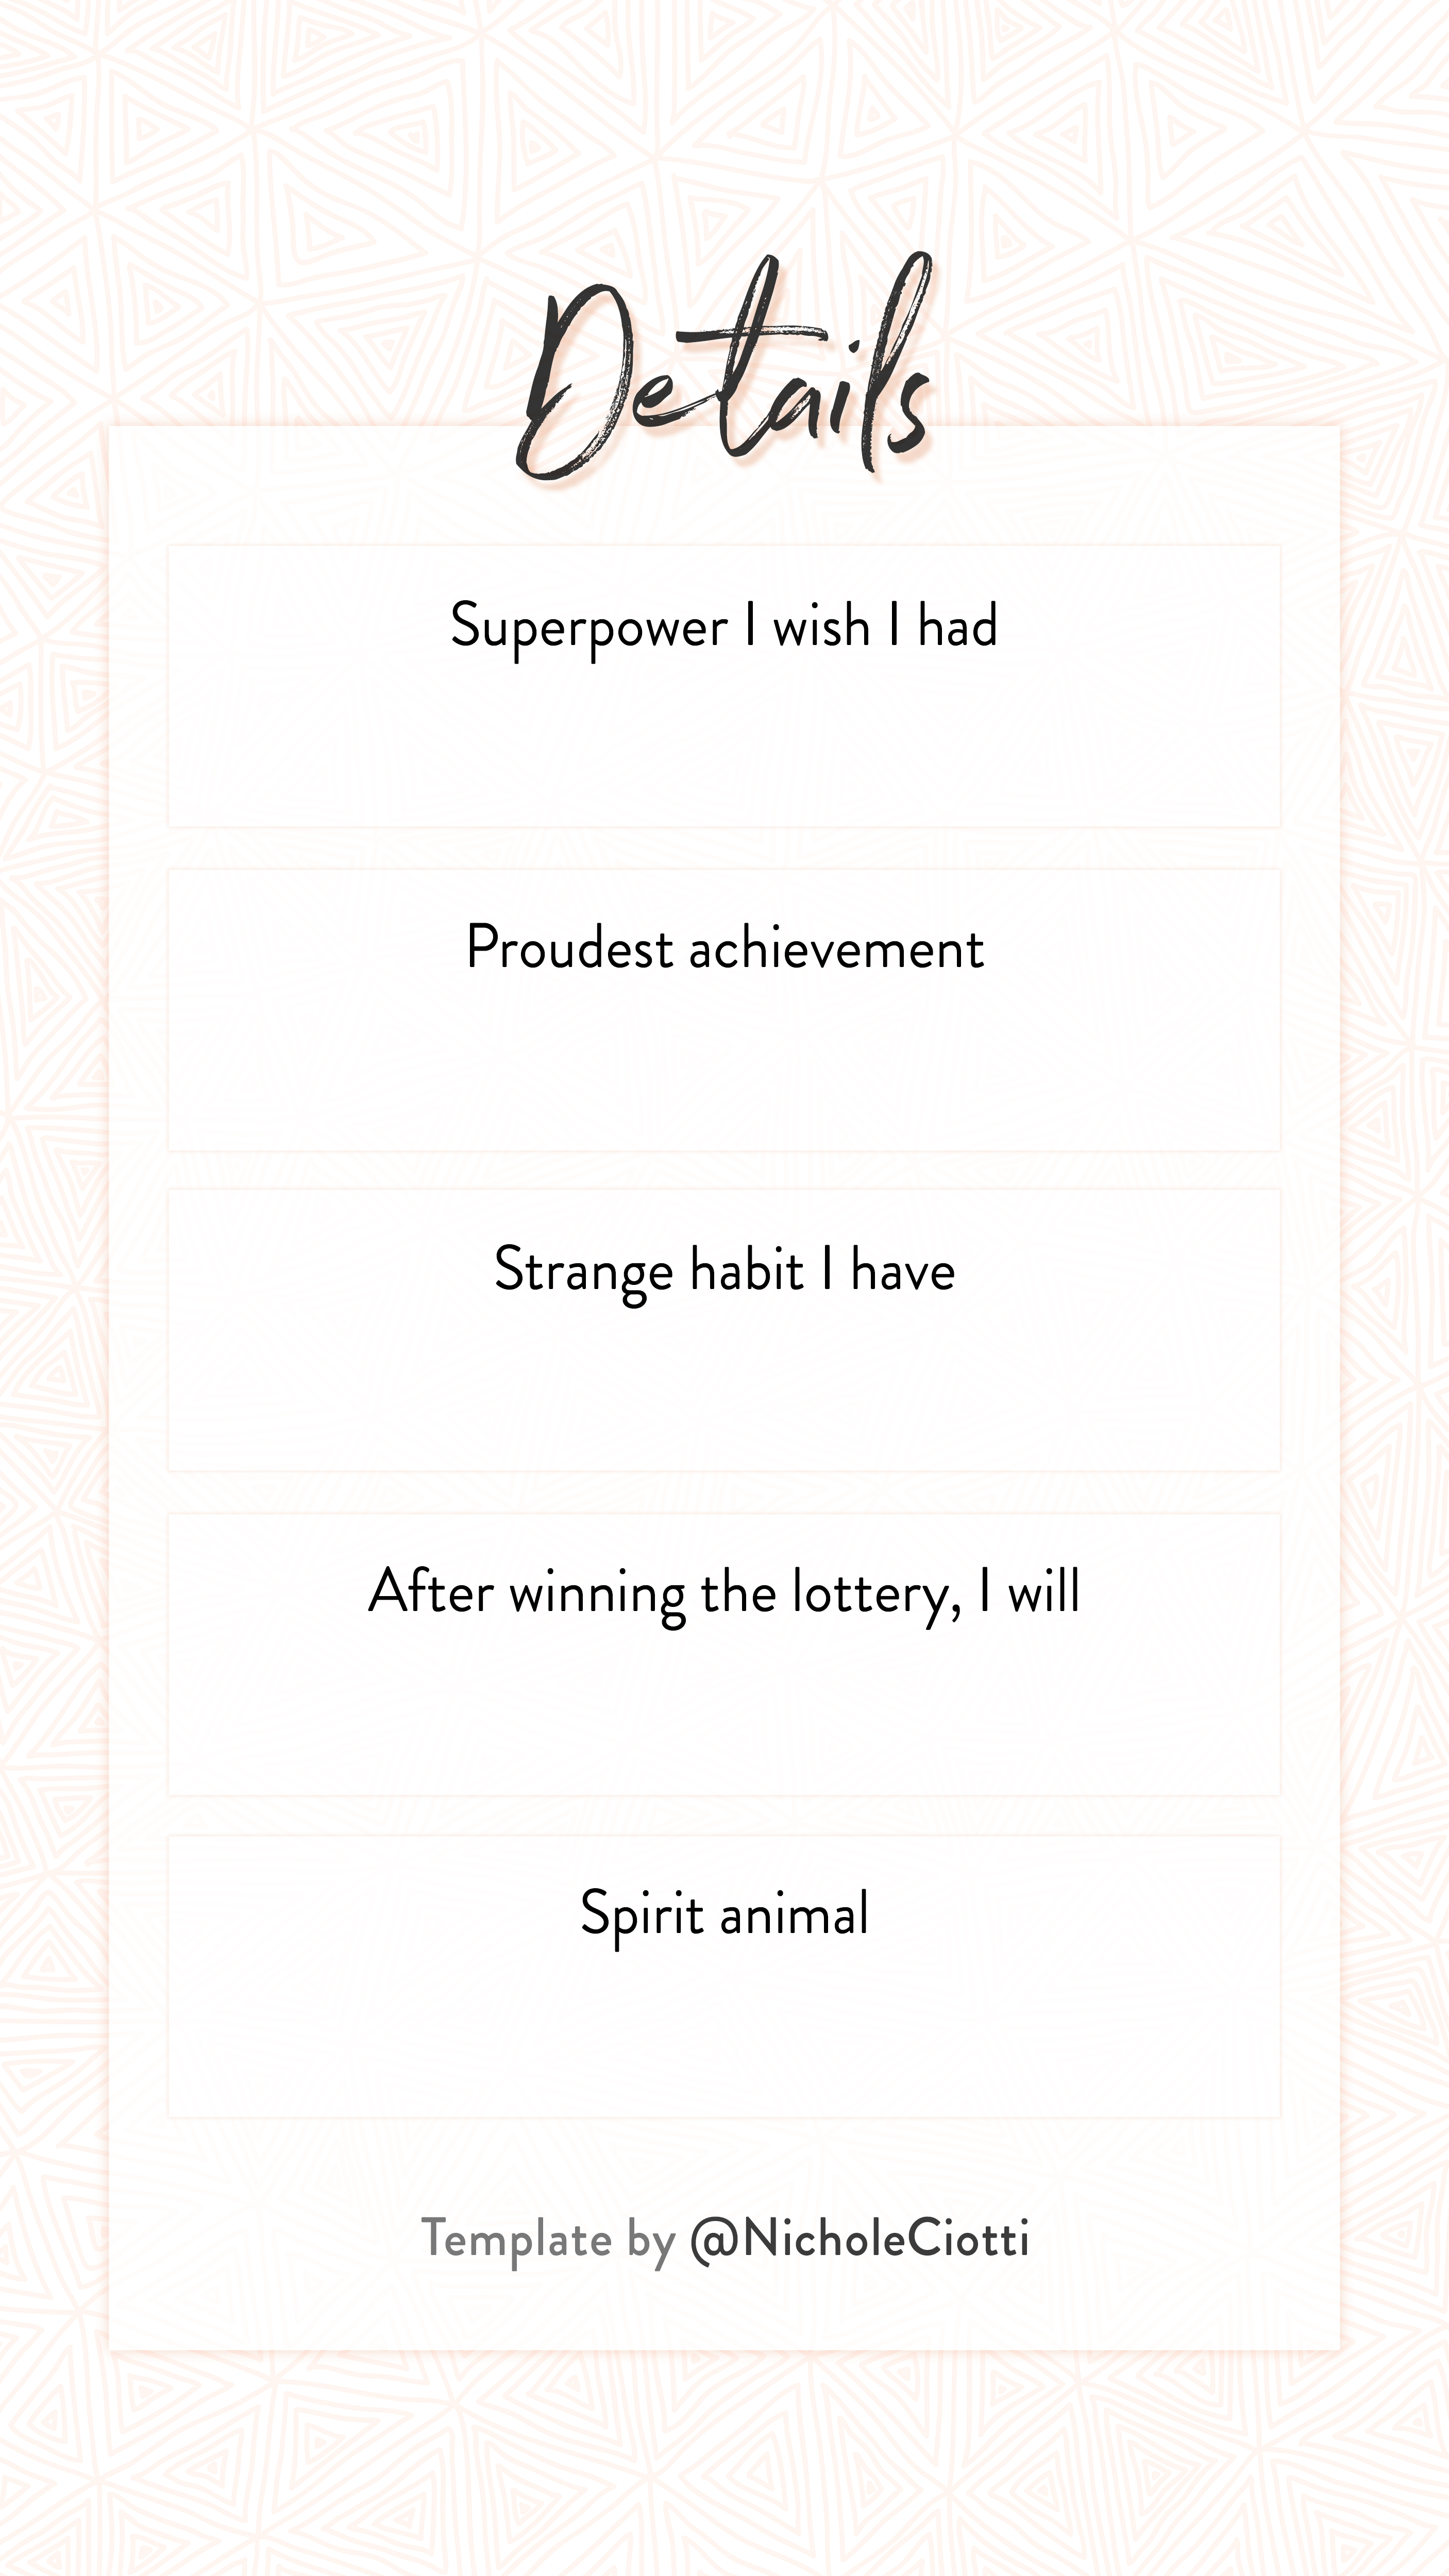 Details
Superpower I wish I had
Proudest achievement
Strange habit I have
After winning the lottery, I will
Spirit animal
Template by @NicholeCiotti